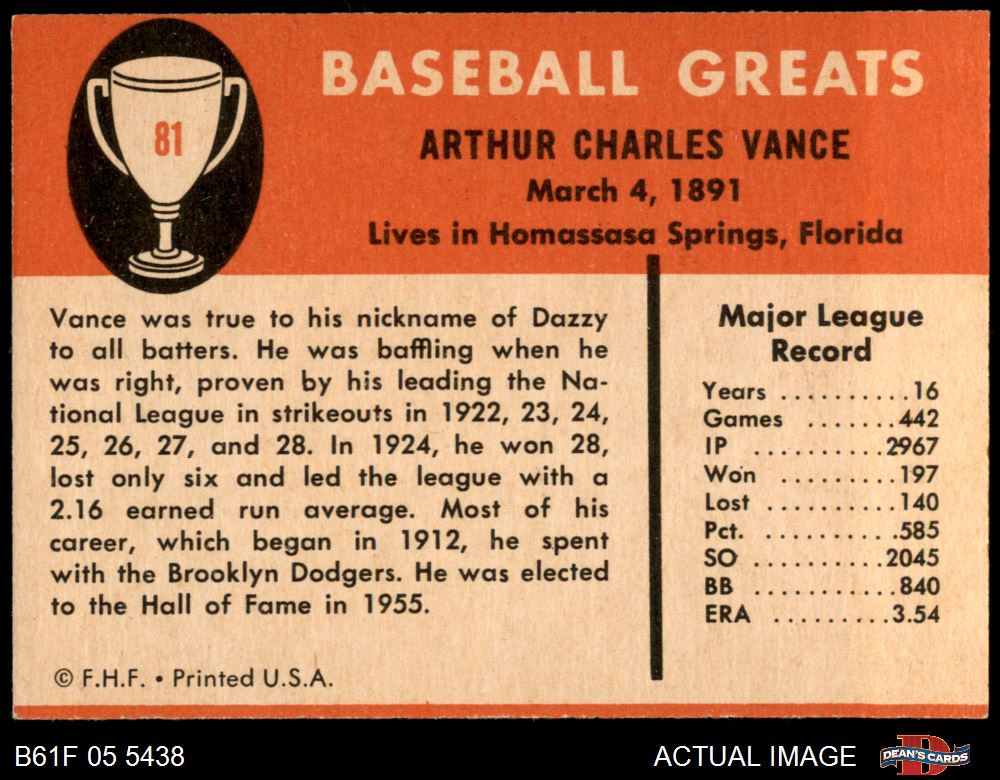 81
BASEBALL GREATS
ARTHUR CHARLES VANCE
March 4, 1891
Lives in Homassasa Springs, Florida
Vance was true to his nickname of Dazzy
to all batters. He was baffling when he
was right, proven by his leading the Na-
tional League in strikeouts in 1922, 23, 24,
25, 26, 27, and 28. In 1924, he won 28,
lost only six and led the league with a
2.16 earned run average. Most of his
career, which began in 1912, he spent
with the Brooklyn Dodgers. He was elected
to the Hall of Fame in 1955.
© F.H.F. • Printed U.S.A.
Major League
Record
Years ..........16
Games .......442
IP ..........2967
Won .........197
Lost ..........140
Pct. ..........585
SO ..........2045
BB ...........840
ERA .........3.54
B61F 05 5438
ACTUAL IMAGE
DEAN'S CARDS